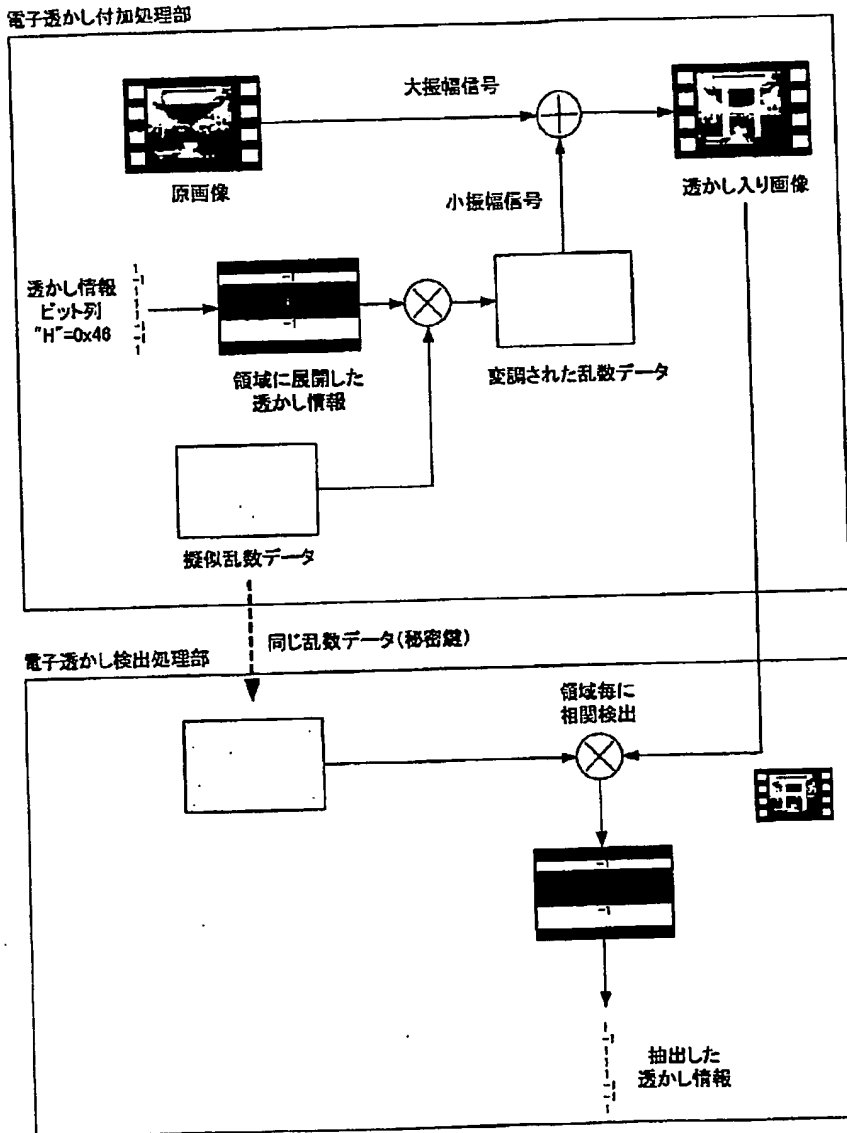 電子透かし付加処理部
大振幅信号
原画像
透かし入り画像
小振幅信号
透かし情報
ビット列
"H"=0x46
-1
-1
領域に展開した
透かし情報
変調された乱数データ
擬似乱数データ
同じ乱数データ(秘密鍵)
電子透かし検出処理部
領域毎に
相関検出
-1
-1
抽出した
透かし情報